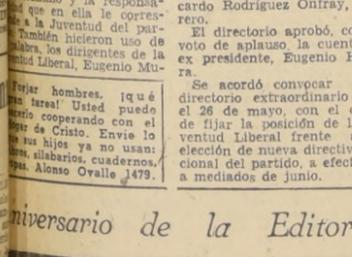 y la responsa-
dad que en ella le corres-
de a la Juventud del par-
También hicieron uso de
labra, los dirigentes de la
ntud Liberal, Eugenio Mu-
Forjar hombres, ¡qué
tarea! Usted puede
hacerlo cooperando con el
Hogar de Cristo. Envíe lo
que sus hijos ya no usan:
silabarios, cuadernos,
Alonso Ovalle 1479.
cardo Rodríguez Onfray,
rero.
El directorio aprobó, co
voto de aplauso, la cuent
ex presidente, Eugenio H
ra.
Se acordó convocar
directorio extraordinario
el 26 de mayo, con el
de fijar la posición de l
ventud Liberal frente
elección de nueva directiv
cional del partido, a efect
a mediados de junio.
niversario de la Editor